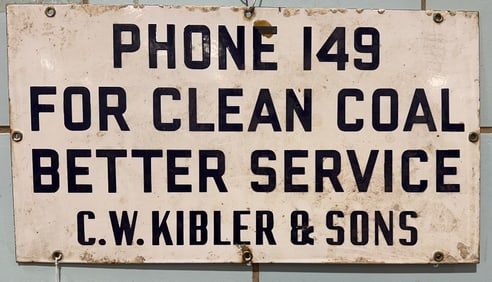 PHONE 149
FOR CLEAN COAL
BETTER SERVICE
C.W. KIBLER & SONS